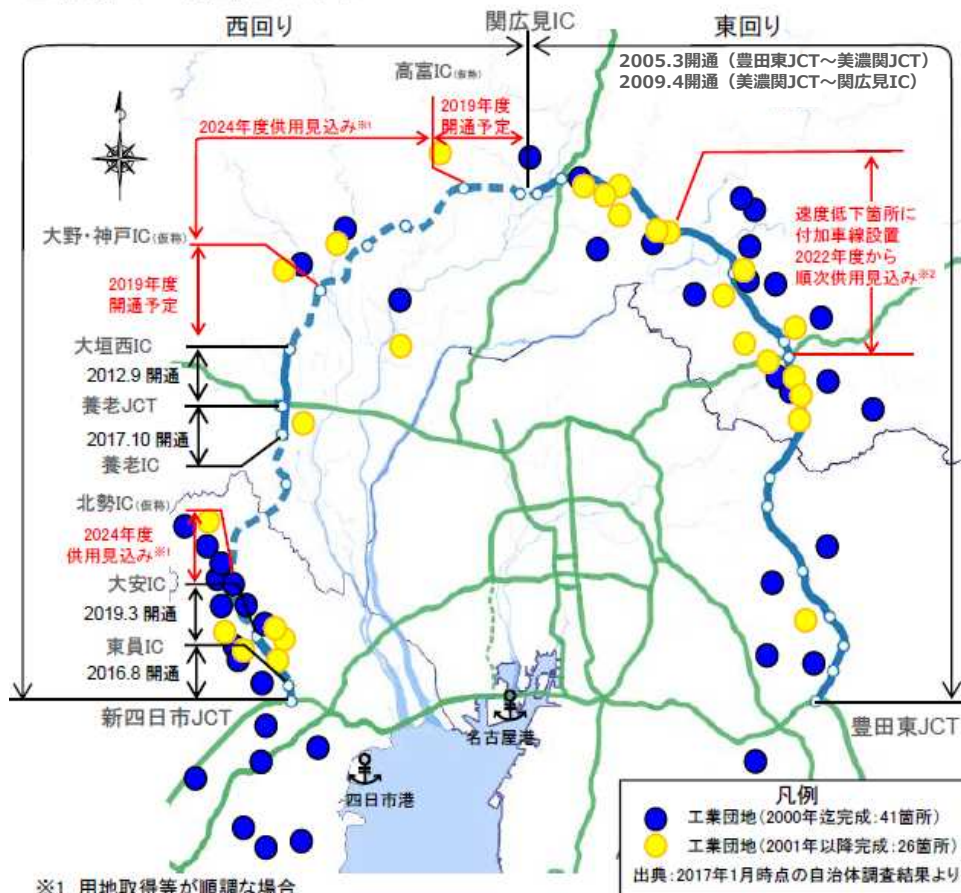 西回り
関広見IC
東回り
2005.3開通（豊田東JCT～美濃関JCT）
2009.4開通（美濃関JCT～関広見IC）
高富IC(仮称)
2019年度
開通予定
2024年度供用見込み※1
速度低下箇所に
付加車線設置
2022年度から
順次供用見込み※2
大野・神戸IC(仮称)
2019年度
開通予定
大垣西IC
2012.9 開通
養老JCT
2017.10 開通
養老IC
北勢IC(仮称)
2024年度
供用見込み※1
大安IC
2019.3 開通
東員IC
2016.8 開通
新四日市JCT
豊田東JCT
名古屋港
四日市港
凡例
工業団地(2000年迄完成:41箇所)
工業団地(2001年以降完成:26箇所)
出典:2017年1月時点の自治体調査結果より
※1 用地取得等が順調な場合